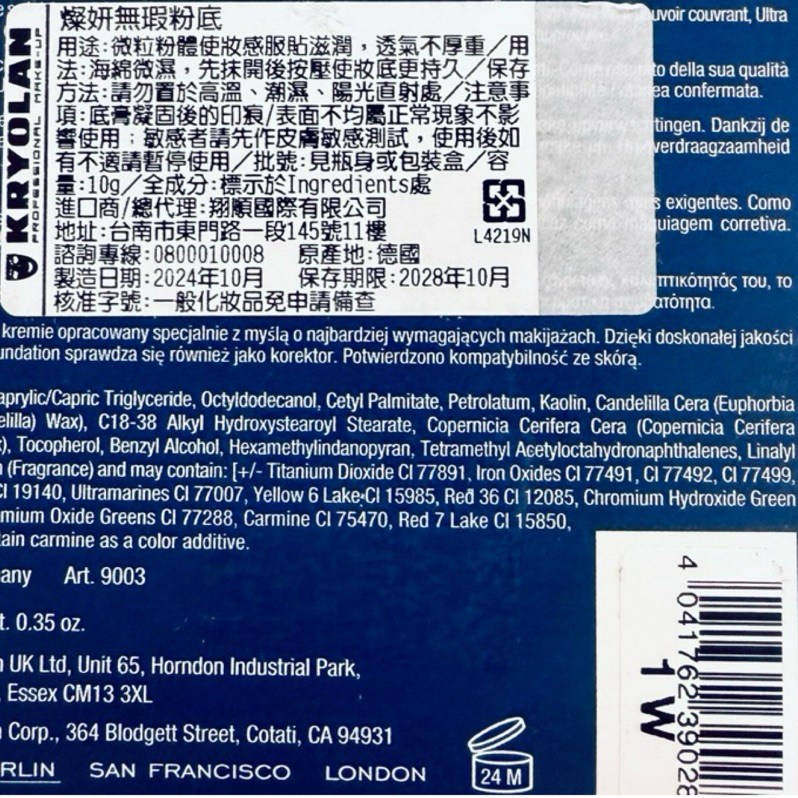 KRYOLAN
PROFESSIONAL MAKE-UP
燦妍無瑕粉底
用途:微粒粉體使妝感服貼滋潤，透氣不厚重／用
法:海綿微濕，先抹開後按壓使妝底更持久／保存
方法:請勿置於高溫、潮濕、陽光直射處／注意事
項:底膏凝固後的印痕/表面不均屬正常現象不影
響使用；敏感者請先作皮膚敏感測試，使用後如
有不適請暫停使用／批號:見瓶身或包裝盒／容
量:10g／全成分:標示於Ingredients處
進口商/總代理:翔順國際有限公司
地址:台南市東門路一段145號11樓
諮詢專線:0800010008 原產地:德國
製造日期:2024年10月 保存期限:2028年10月
核准字號:一般化妝品免申請備查
L4219N
couvrant, Ultra
della sua qualità
confermata.
Dankzij de
verdraagzaamheid
exigentes. Como
corretiva.
του, το
kremie opracowany specjalnie z myślą o najbardziej wymagających makijażach. Dzięki doskonałej jakości
undation sprawdza się również jako korektor. Potwierdzono kompatybilność ze skórą.
aprylic/Capric Triglyceride, Octyldodecanol, Cetyl Palmitate, Petrolatum, Kaolin, Candelilla Cera (Euphorbia
elilla) Wax), C18-38 Alkyl Hydroxystearoyl Stearate, Copernicia Cerifera Cera (Copernicia Cerifera
), Tocopherol, Benzyl Alcohol, Hexamethylindanopyran, Tetramethyl Acetyloctahydronaphthalenes, Linalyl
(Fragrance) and may contain: [+/- Titanium Dioxide CI 77891, Iron Oxides CI 77491, CI 77492, CI 77499,
CI 19140, Ultramarines CI 77007, Yellow 6 Lake CI 15985, Red 36 CI 12085, Chromium Hydroxide Green
mium Oxide Greens CI 77288, Carmine CI 75470, Red 7 Lake CI 15850,
ain carmine as a color additive.
any Art. 9003
t. 0.35 oz.
UK Ltd, Unit 65, Horndon Industrial Park,
Essex CM13 3XL
Corp., 364 Blodgett Street, Cotati, CA 94931
RLIN SAN FRANCISCO LONDON
24 M
4 041762 39028
1 W